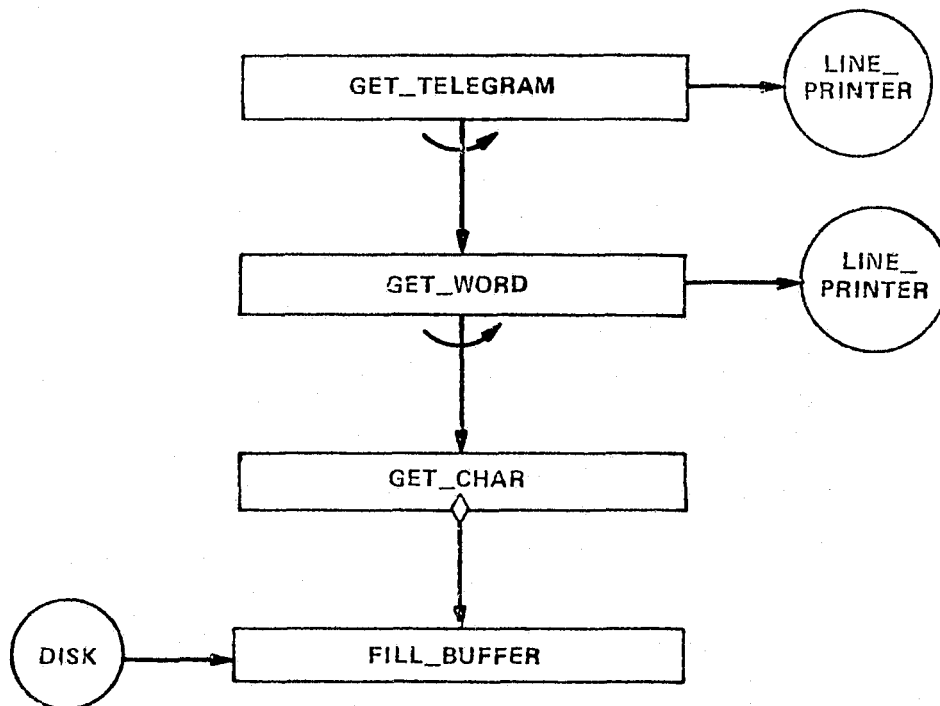 GET_TELEGRAM
LINE_
PRINTER
GET_WORD
LINE_
PRINTER
GET_CHAR
DISK
FILL_BUFFER